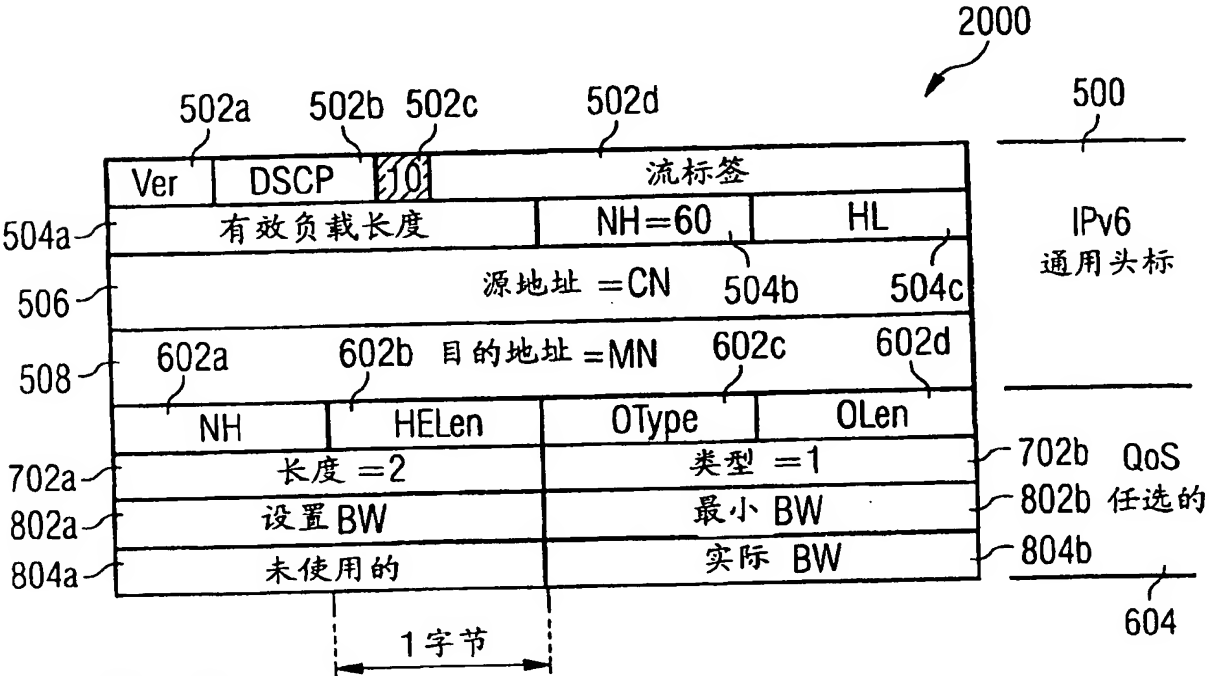 2000
502a 502b 502c 502d 500
Ver DSCP 10 流标签
504a 有效负载长度 NH=60 HL IPv6
通用头标
506 源地址 =CN 504b 504c
508 602a 602b 目的地址 =MN 602c 602d
NH HELen OType OLen
702a 长度 =2 类型 =1 702b QoS
802a 设置 BW 最小 BW 802b 任选的
804a 未使用的 实际 BW 804b
604
1字节